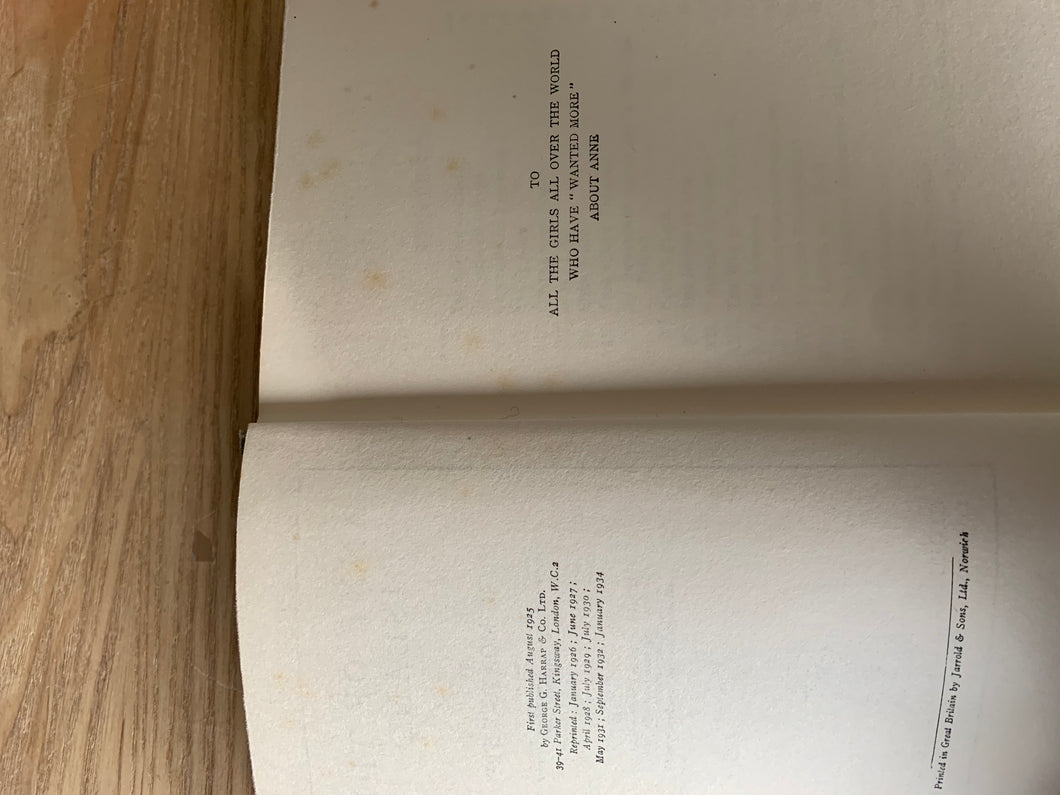 First published August 1925
by GEORGE G. HARRAP & CO. LTD.
39-41 Parker Street, Kingsway, London, W.C.2
Reprinted: January 1926; June 1927;
April 1928; July 1929; July 1930;
May 1931; September 1932; January 1934
Printed in Great Britain by Jarrold & Sons, Ltd., Norwich
TO
ALL THE GIRLS ALL OVER THE WORLD
WHO HAVE "WANTED MORE"
ABOUT ANNE